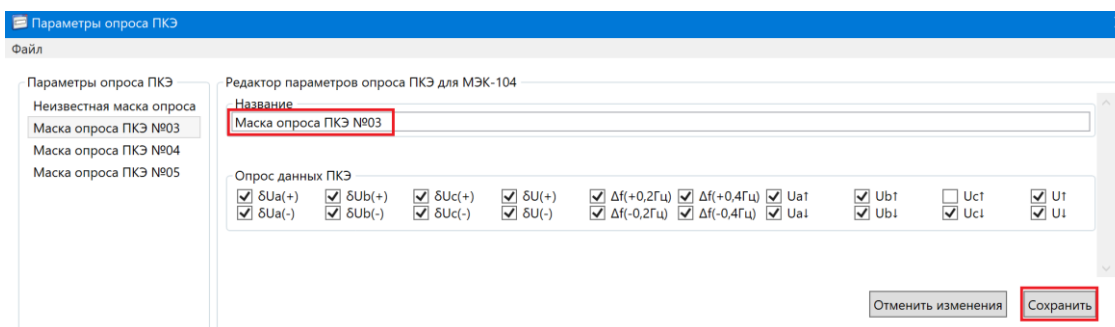 Параметры опроса ПКЭ
Файл
Параметры опроса ПКЭ
Неизвестная маска опроса
Маска опроса ПКЭ №03
Маска опроса ПКЭ №04
Маска опроса ПКЭ №05
Редактор параметров опроса ПКЭ для МЭК-104
Название
Маска опроса ПКЭ №03
Опрос данных ПКЭ
δUa(+) δUb(+) δUc(+) δU(+) Δf(+0,2Гц) Δf(+0,4Гц) Ua↑ Ub↑ Uc↑ U↑
δUa(-) δUb(-) δUc(-) δU(-) Δf(-0,2Гц) Δf(-0,4Гц) Ua↓ Ub↓ Uc↓ U↓
Отменить изменения Сохранить